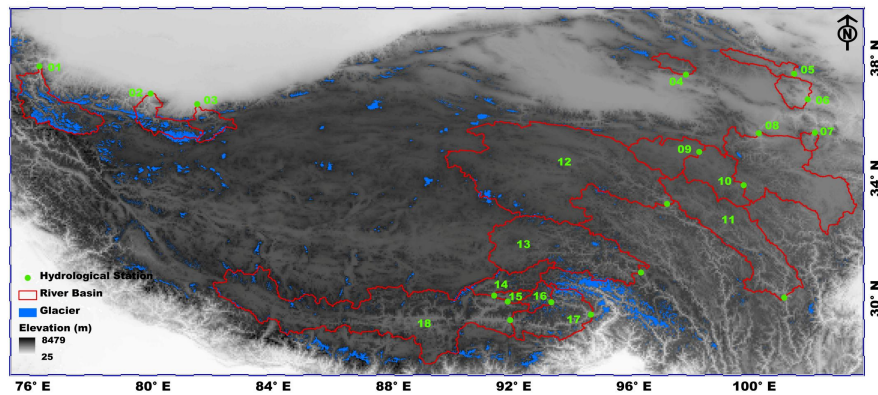 N
38° N
34° N
30° N
01
02
03
04
05
06
07
08
09
10
11
12
13
14
15
16
17
18
Hydrological Station
River Basin
Glacier
Elevation (m)
8479
25
76° E 80° E 84° E 88° E 92° E 96° E 100° E